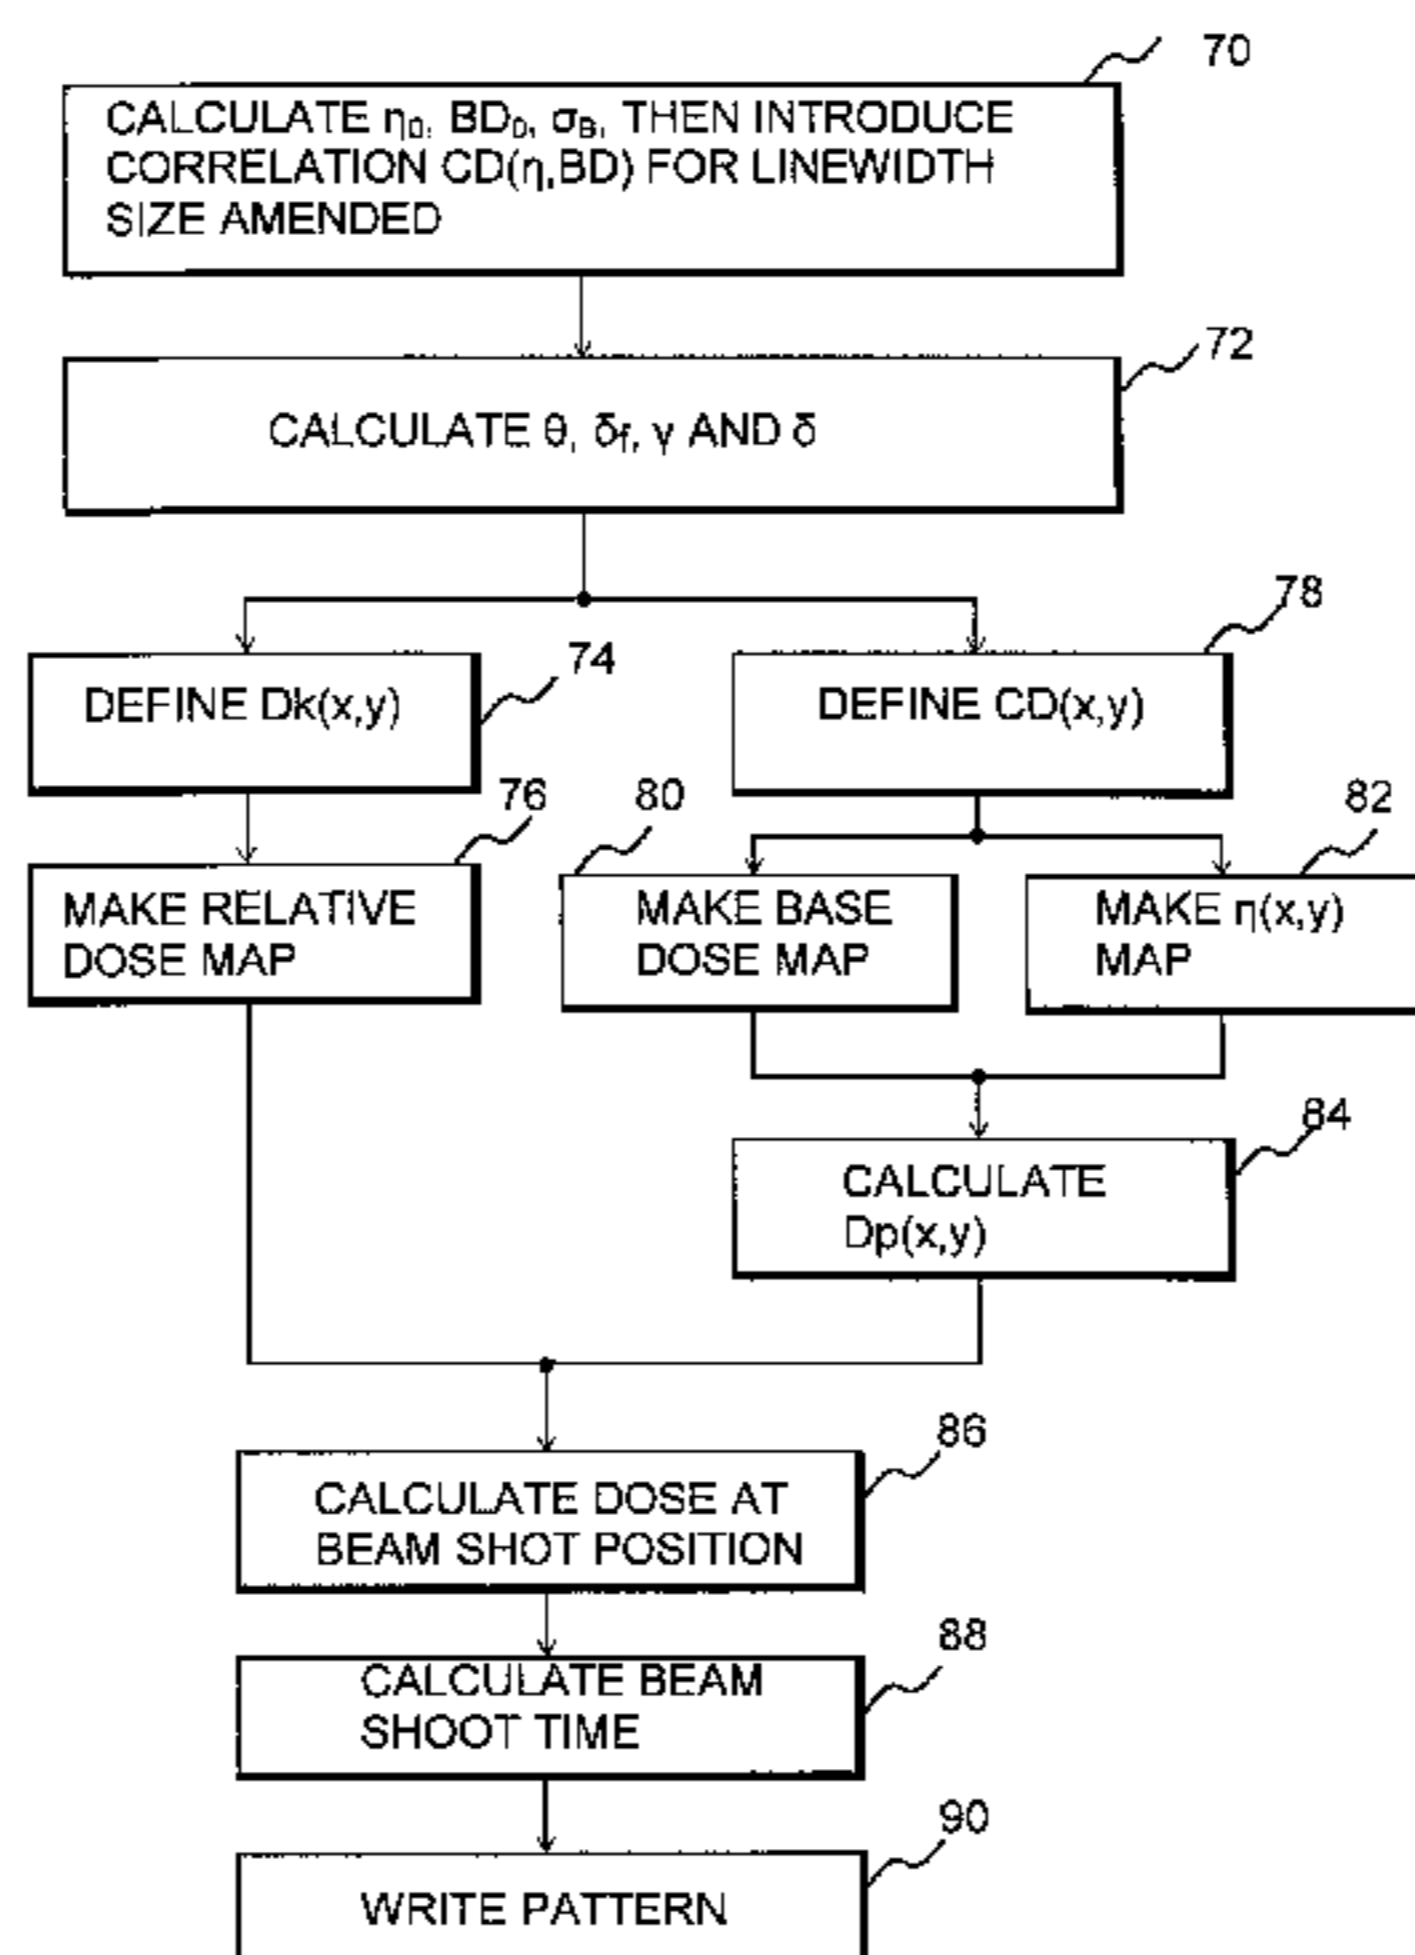 70
CALCULATE η₀, BD₀, σ_B, THEN INTRODUCE
CORRELATION CD(η,BD) FOR LINEWIDTH
SIZE AMENDED
72
CALCULATE θ, δf, γ AND δ
78
74
DEFINE Dk(x,y)
DEFINE CD(x,y)
76
80
82
MAKE RELATIVE
DOSE MAP
MAKE BASE
DOSE MAP
MAKE η(x,y)
MAP
84
CALCULATE
Dp(x,y)
86
CALCULATE DOSE AT
BEAM SHOT POSITION
88
CALCULATE BEAM
SHOOT TIME
90
WRITE PATTERN